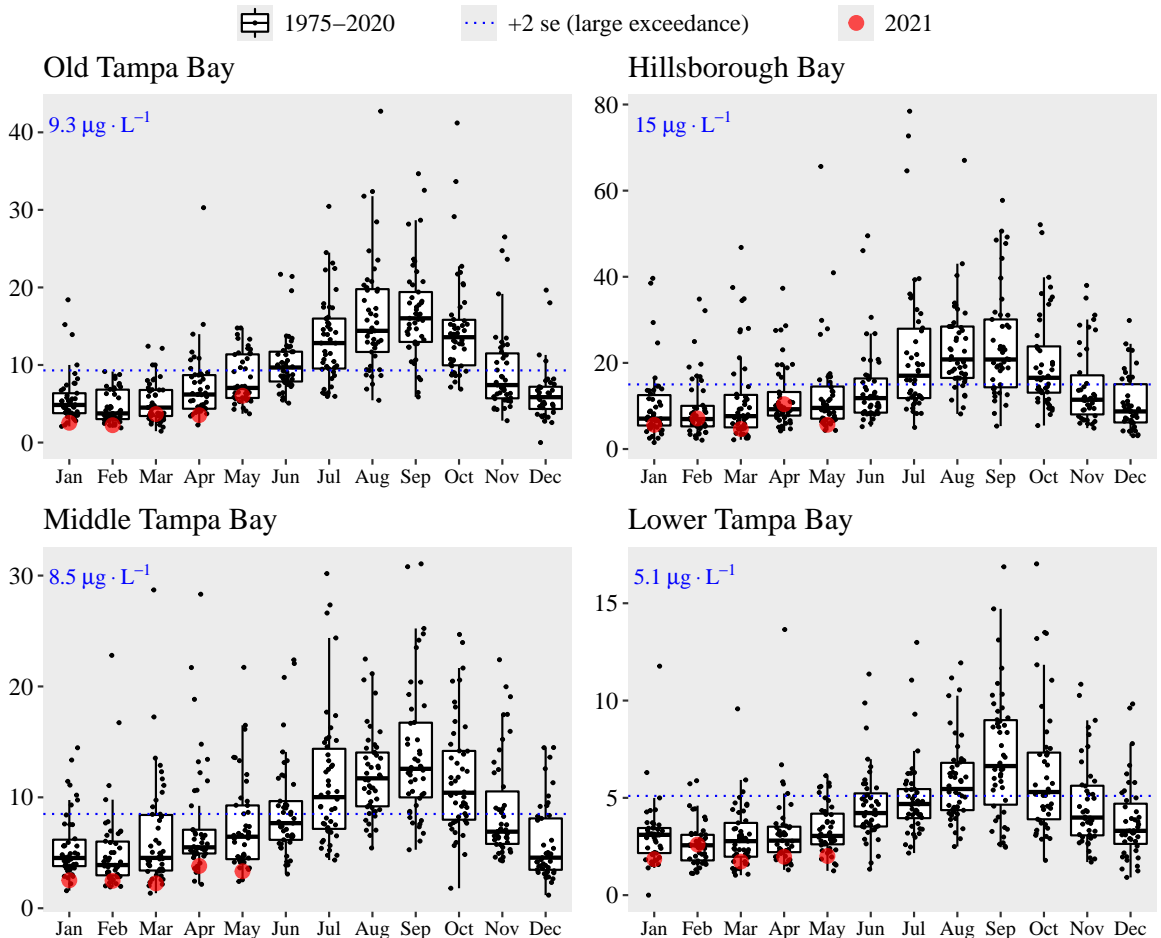 1975–2020 +2 se (large exceedance) 2021
Old Tampa Bay
9.3 μg · L⁻¹
40
30
20
10
0
Jan Feb Mar Apr May Jun Jul Aug Sep Oct Nov Dec
Hillsborough Bay
15 μg · L⁻¹
80
60
40
20
0
Jan Feb Mar Apr May Jun Jul Aug Sep Oct Nov Dec
Middle Tampa Bay
8.5 μg · L⁻¹
30
20
10
0
Jan Feb Mar Apr May Jun Jul Aug Sep Oct Nov Dec
Lower Tampa Bay
5.1 μg · L⁻¹
15
10
5
0
Jan Feb Mar Apr May Jun Jul Aug Sep Oct Nov Dec